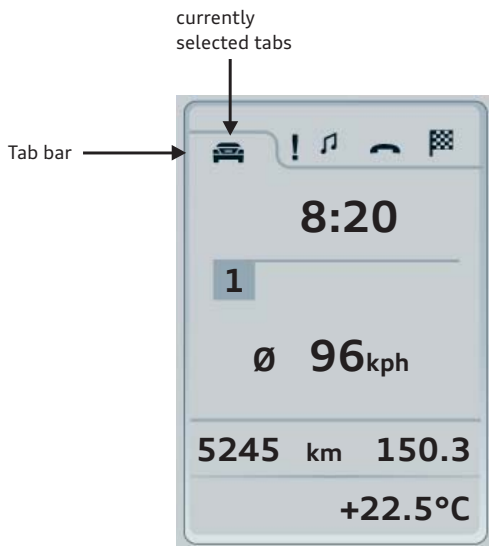 currently
selected tabs
Tab bar
!
8:20
1
Ø 96kph
5245 km 150.3
+22.5°C